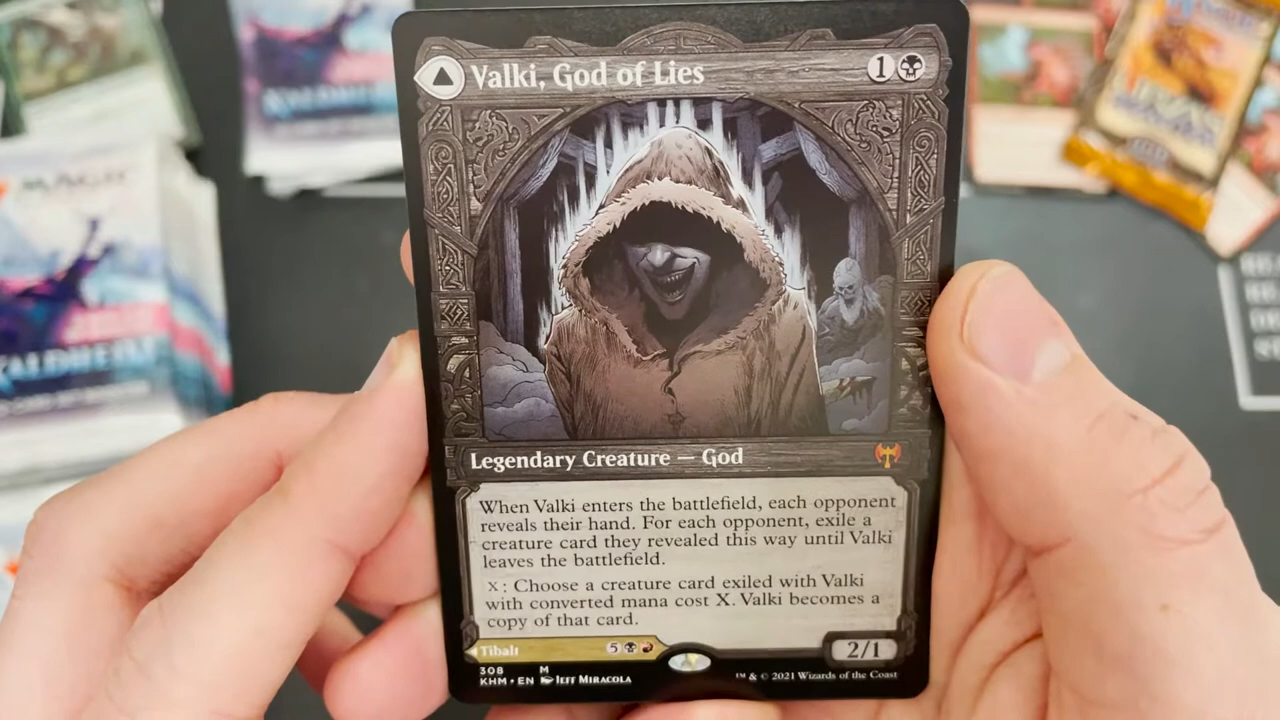 Valki, God of Lies
1
Legendary Creature — God
When Valki enters the battlefield, each opponent
reveals their hand. For each opponent, exile a
creature card they revealed this way until Valki
leaves the battlefield.
X: Choose a creature card exiled with Valki
with converted mana cost X. Valki becomes a
copy of that card.
Tibalt
5
2/1
308 M
KHM • EN Jeff Miracola
™ & © 2021 Wizards of the Coast
MAGIC
KALDHEIM